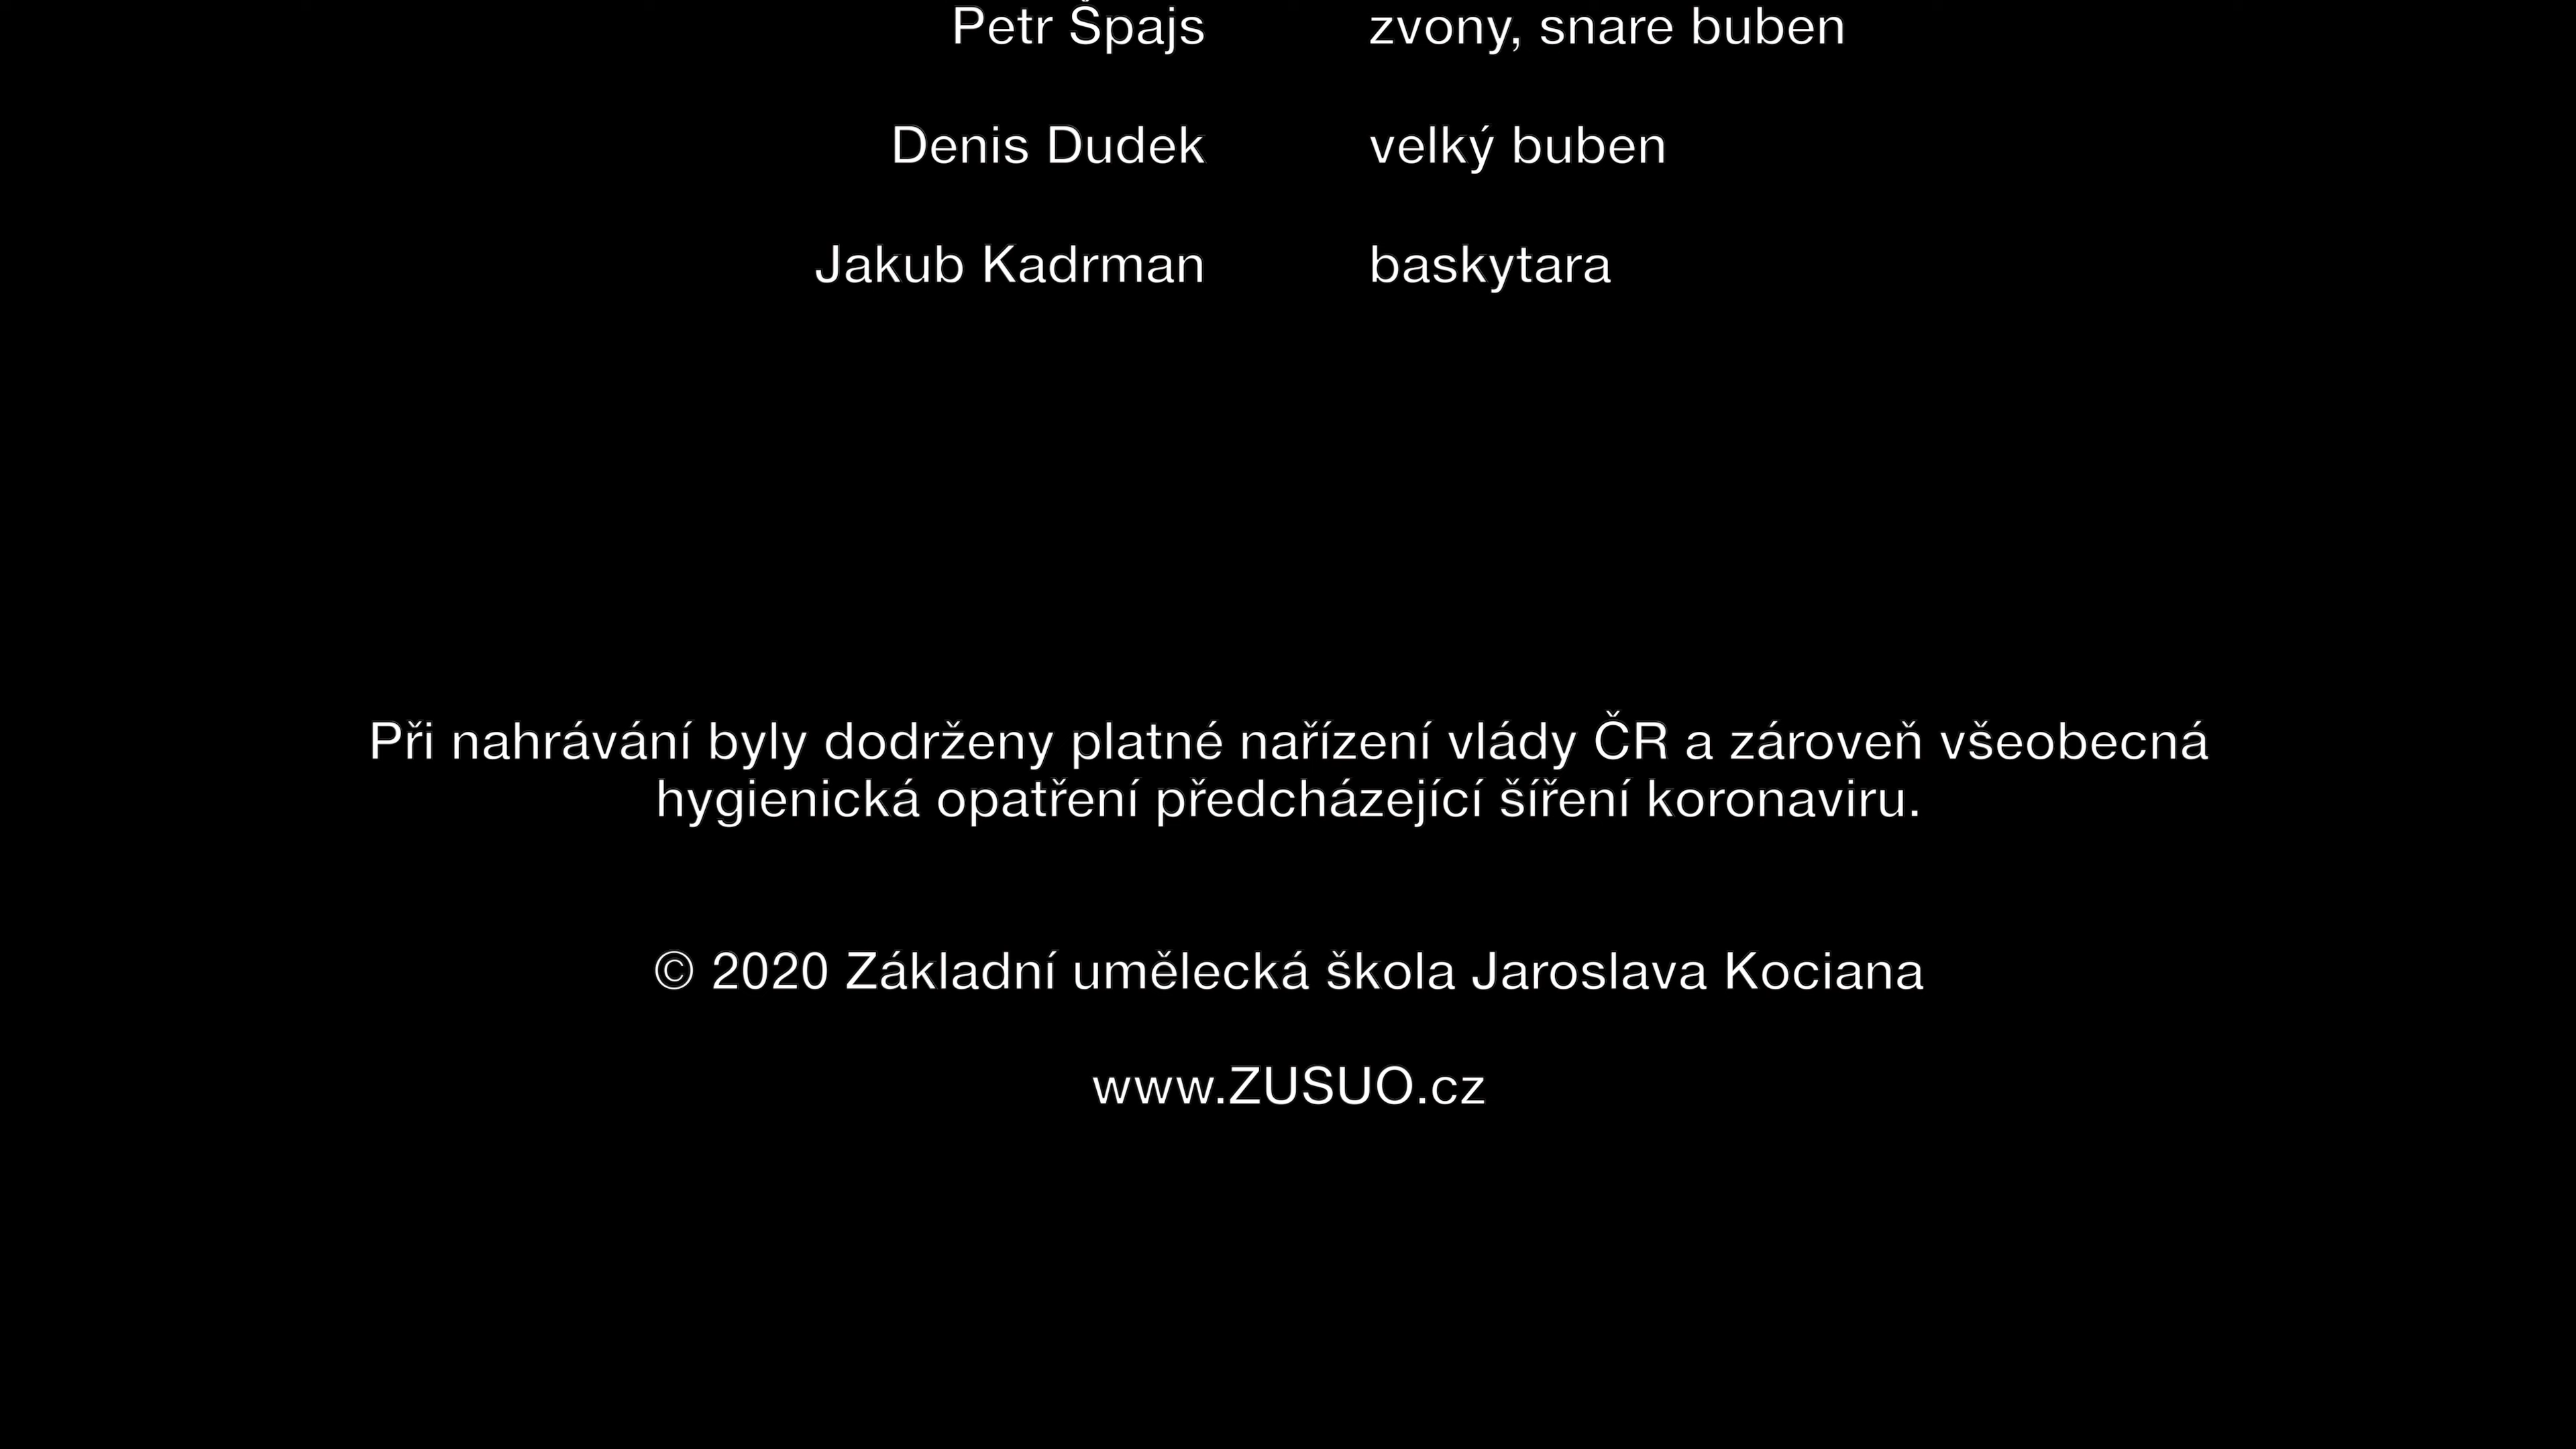 Petr Špajs zvony, snare buben
Denis Dudek velký buben
Jakub Kadrman baskytara
Při nahrávání byly dodrženy platné nařízení vlády ČR a zároveň všeobecná
hygienická opatření předcházející šíření koronaviru.
© 2020 Základní umělecká škola Jaroslava Kociana
www.ZUSUO.cz